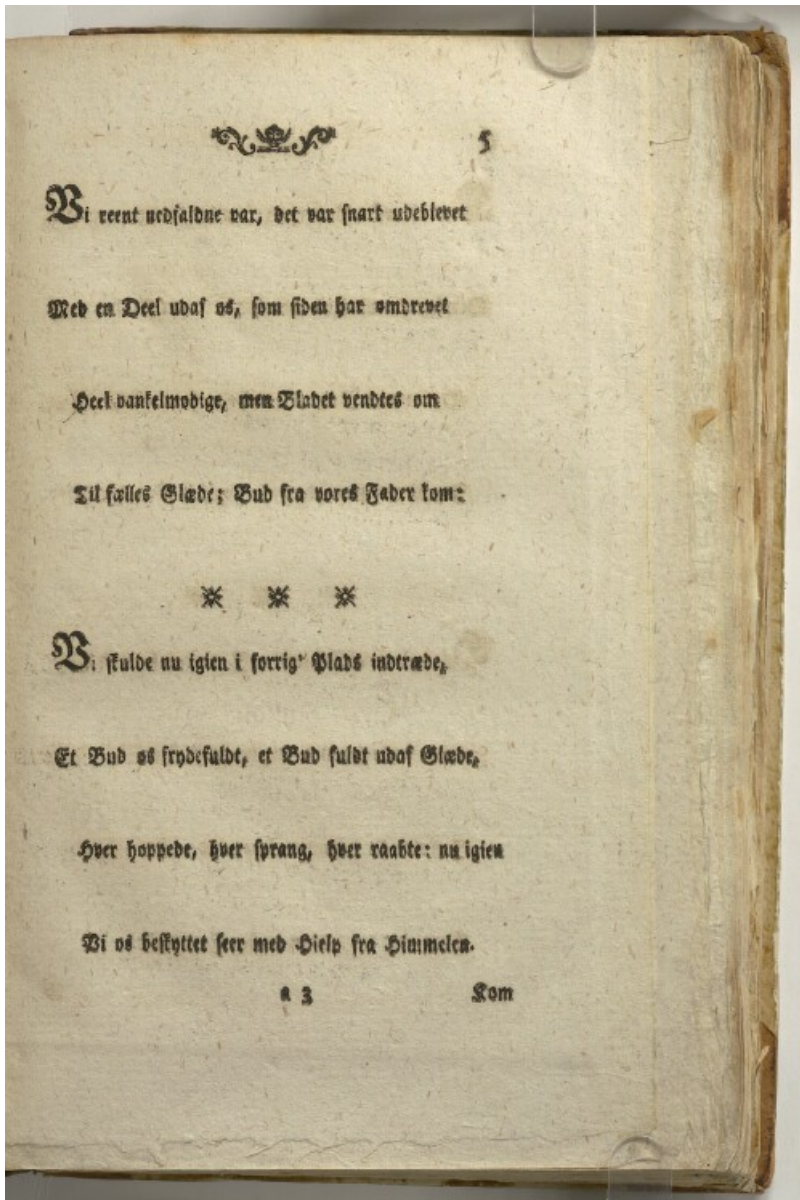 5
Vi reent nedfaldne var, det var snart udeblevet
Med en Deel udaf os, som siden har omdrevet
Heel vankelmodige, men Bladet vendtes om
Til fælles Glæde; Bud fra vores Fader kom:
Vi skulde nu igien i forrig' Plads indtræde,
Et Bud os frydefuldt, et Bud fuldt udaf Glæde,
Hver hoppede, hver sprang, hver raabte: nu igien
Vi os beskyttet seer med Hielp fra Himmelen.
a 3 Kom